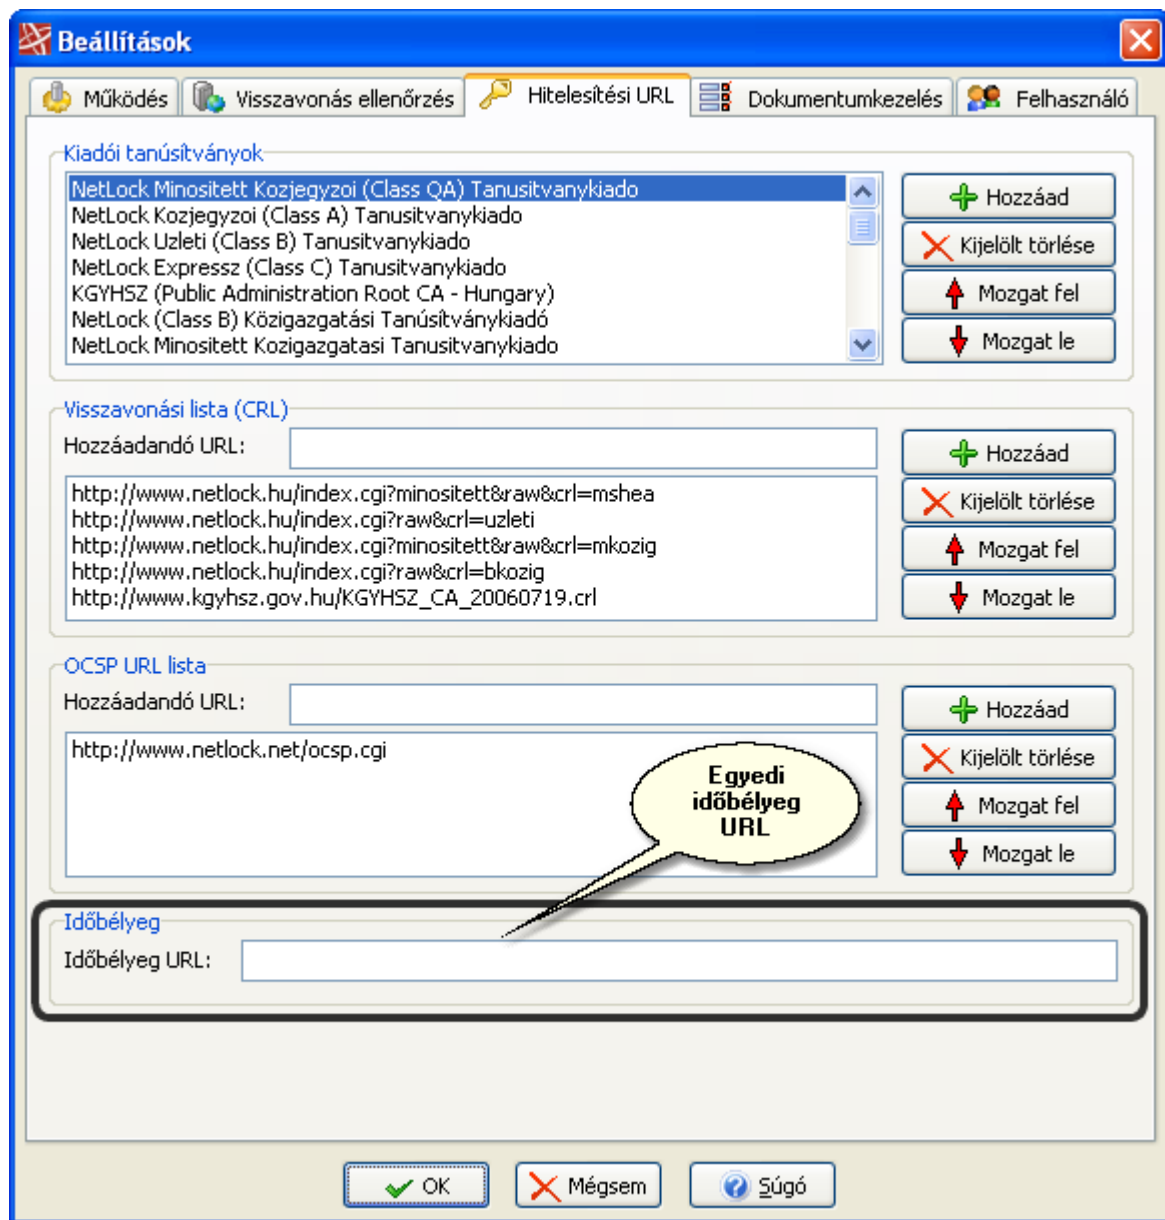 Beállítások
Működés
Visszavonás ellenőrzés
Hitelesítési URL
Dokumentumkezelés
Felhasználó
Kiadói tanúsítványok
NetLock Minositett Kozjegyzoi (Class QA) Tanusitvanykiado
NetLock Kozjegyzoi (Class A) Tanusitvanykiado
NetLock Uzleti (Class B) Tanusitvanykiado
NetLock Expressz (Class C) Tanusitvanykiado
KGYHSZ (Public Administration Root CA - Hungary)
NetLock (Class B) Közigazgatási Tanúsítványkiadó
NetLock Minositett Kozigazgatasi Tanusitvanykiado
Hozzáad
Kijelölt törlése
Mozgat fel
Mozgat le
Visszavonási lista (CRL)
Hozzáadandó URL:
http://www.netlock.hu/index.cgi?minositett&raw&crl=mshea
http://www.netlock.hu/index.cgi?raw&crl=uzleti
http://www.netlock.hu/index.cgi?minositett&raw&crl=mkozig
http://www.netlock.hu/index.cgi?raw&crl=bkozig
http://www.kgyhsz.gov.hu/KGYHSZ_CA_20060719.crl
Hozzáad
Kijelölt törlése
Mozgat fel
Mozgat le
OCSP URL lista
Hozzáadandó URL:
http://www.netlock.net/ocsp.cgi
Hozzáad
Kijelölt törlése
Mozgat fel
Mozgat le
Egyedi
időbélyeg
URL
Időbélyeg
Időbélyeg URL:
OK
Mégsem
Súgó